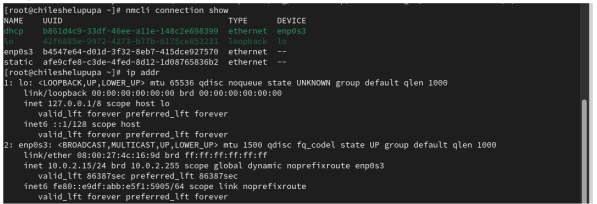 [root@chileshelupupa ~]# nmcli connection show
NAME UUID TYPE DEVICE
dhcp b861d4c9-33df-46ee-a11e-148c2e698399 ethernet enp0s3
lo 42f6885e-9972-4273-b77b-6175ce853231 loopback lo
enp0s3 b4547e64-d01d-3f32-8eb7-415dce927570 ethernet --
static afe9cfe8-c3de-4fed-8d12-1d08765836b2 ethernet --
[root@chileshelupupa ~]# ip addr
1: lo: <LOOPBACK,UP,LOWER_UP> mtu 65536 qdisc noqueue state UNKNOWN group default qlen 1000
link/loopback 00:00:00:00:00:00 brd 00:00:00:00:00:00
inet 127.0.0.1/8 scope host lo
valid_lft forever preferred_lft forever
inet6 ::1/128 scope host
valid_lft forever preferred_lft forever
2: enp0s3: <BROADCAST,MULTICAST,UP,LOWER_UP> mtu 1500 qdisc fq_codel state UP group default qlen 1000
link/ether 08:00:27:4c:16:9d brd ff:ff:ff:ff:ff:ff
inet 10.0.2.15/24 brd 10.0.2.255 scope global dynamic noprefixroute enp0s3
valid_lft 86387sec preferred_lft 86387sec
inet6 fe80::e9df:abb:e5f1:5905/64 scope link noprefixroute
valid_lft forever preferred_lft forever